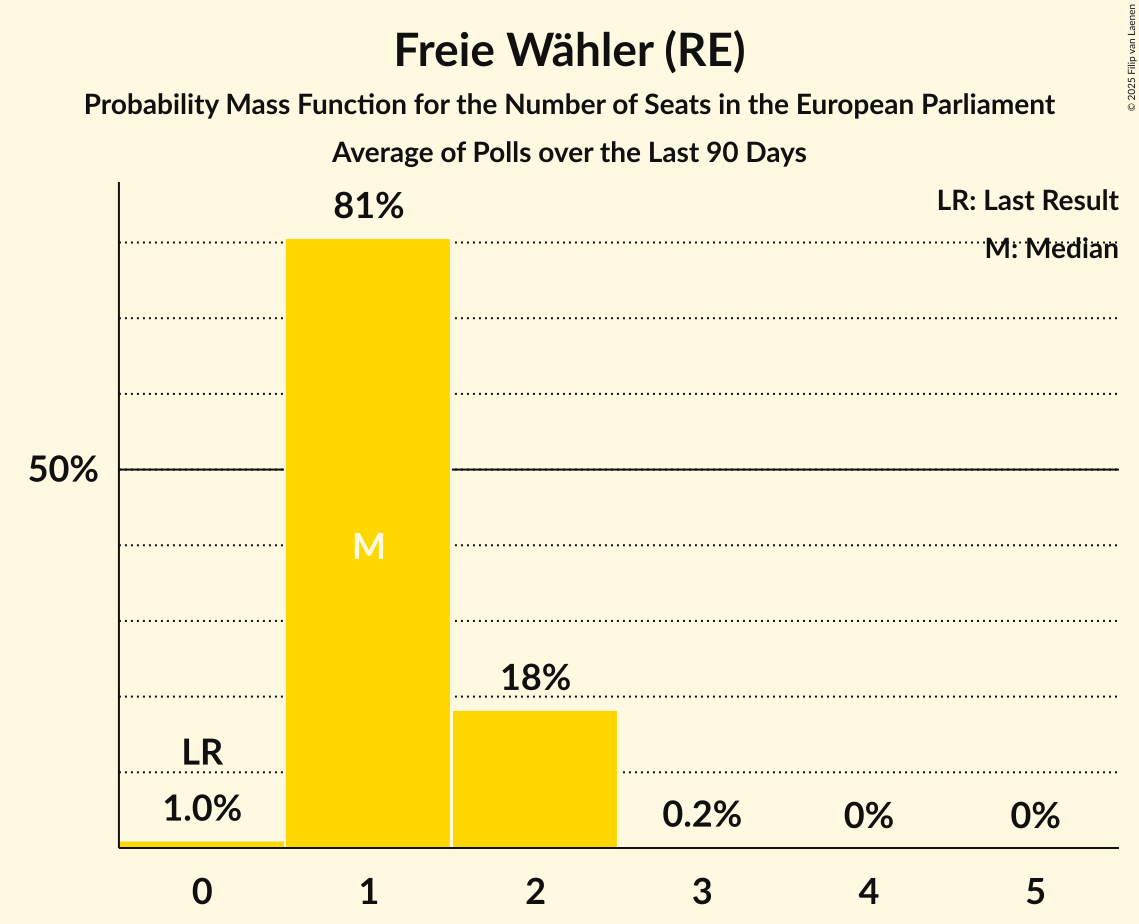 Freie Wähler (RE)
Probability Mass Function for the Number of Seats in the European Parliament
Average of Polls over the Last 90 Days
© 2025 Filip van Laenen
LR: Last Result
M: Median
81%
50%
M
18%
LR
1.0%
0.2%
0%
0%
0
1
2
3
4
5